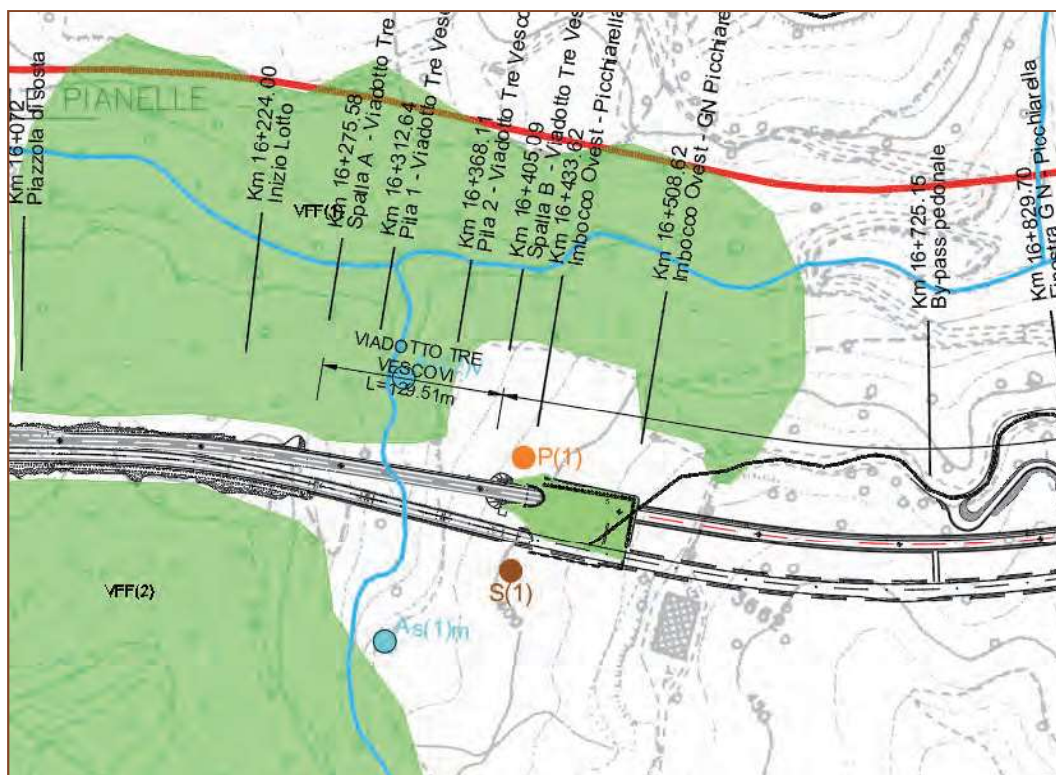 PIANELLE
Km 16+072
Piazzola di sosta
Km 16+224.00
Inizio Lotto
Km 16+275.58
Spalla A - Viadotto Tre
Km 16+312.64
Pila 1 - Viadotto Tre Vesc
Km 16+368.11
Pila 2 - Viadotto Tre Vesco
Km 16+405.09
Spalla B - Viadotto Tre Ves
Km 16+433.62
Imbocco Ovest - Picchiarella
Km 16+508.62
Imbocco Ovest - GN Picchiare
Km 16+725.15
By-pass pedonale
Km 16+829.70
Finestra GN Picchiarella
VFF(1)
VIADOTTO TRE
VESCOVI
L=129.51m
P(1)
S(1)
As(1)m
VFF(2)